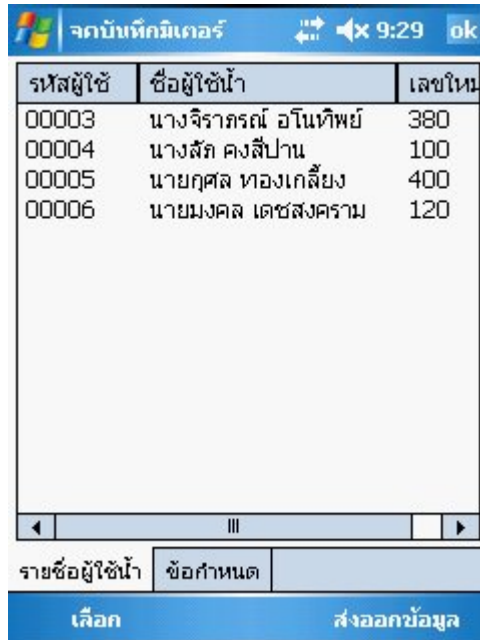 จดบันทึกมิเตอร์ 9:29 ok
รหัสผู้ใช้ ชื่อผู้ใช้น้ำ เลขใหม
00003 นางจิราภรณ์ อโนทิพย์ 380
00004 นางลัภ คงสีปาน 100
00005 นายกุศล ทองเกลี้ยง 400
00006 นายมงคล เดชสงคราม 120
รายชื่อผู้ใช้น้ำ ข้อกำหนด
เลือก ส่งออกข้อมูล